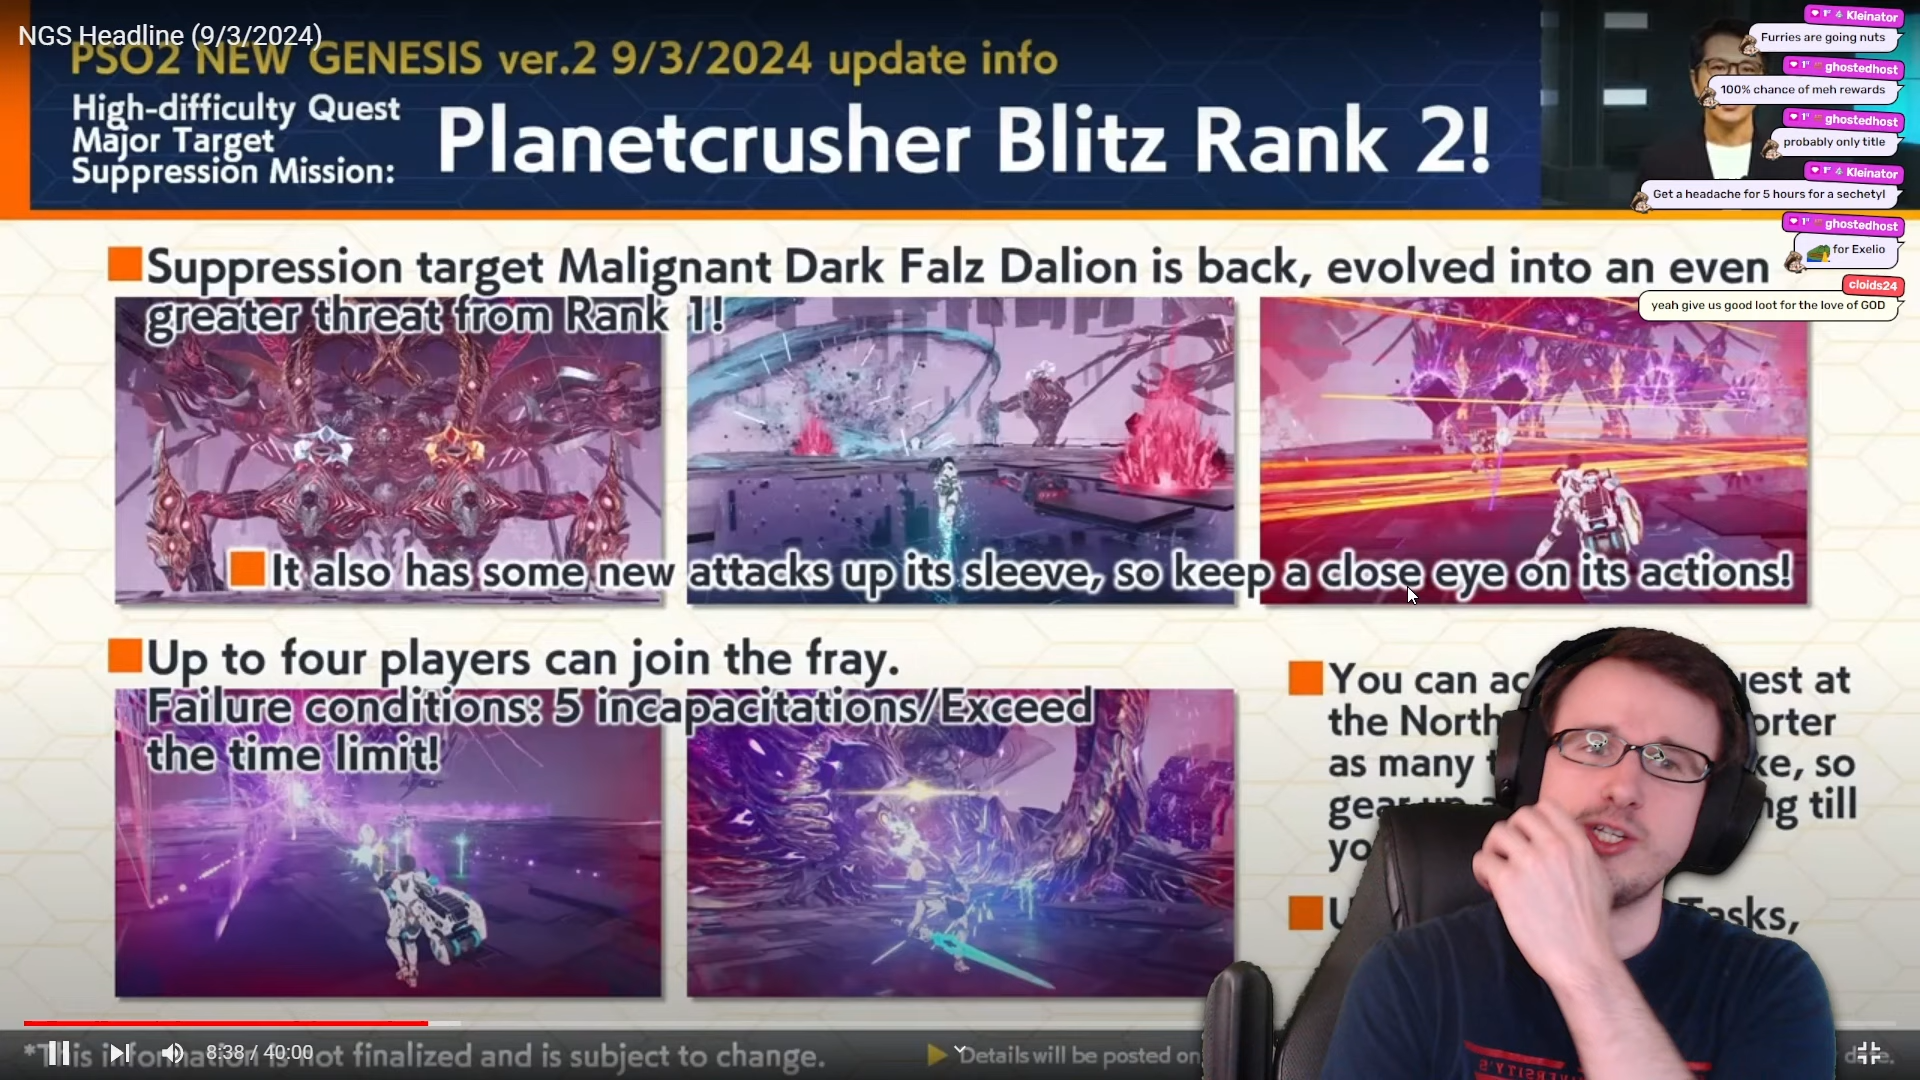 NGS Headline (9/3/2024)
PSO2 NEW GENESIS ver.2 9/3/2024 update info
High-difficulty Quest
Major Target
Suppression Mission:
Planetcrusher Blitz Rank 2!
Kleinator
Furries are going nuts
ghostedhost
100% chance of meh rewards
ghostedhost
probably only title
Kleinator
Get a headache for 5 hours for a sechetyl
ghostedhost
for Exelio
cloids24
yeah give us good loot for the love of GOD
Suppression target Malignant Dark Falz Dalion is back, evolved into an even
greater threat from Rank 1!
It also has some new attacks up its sleeve, so keep a close eye on its actions!
Up to four players can join the fray.
Failure conditions: 5 incapacitations/Exceed
the time limit!
You can ac est at
the North orter
as many ke, so
gear ng till
yo
U Tasks,
8:38 / 40:00
*This information is not finalized and is subject to change.
Details will be posted on